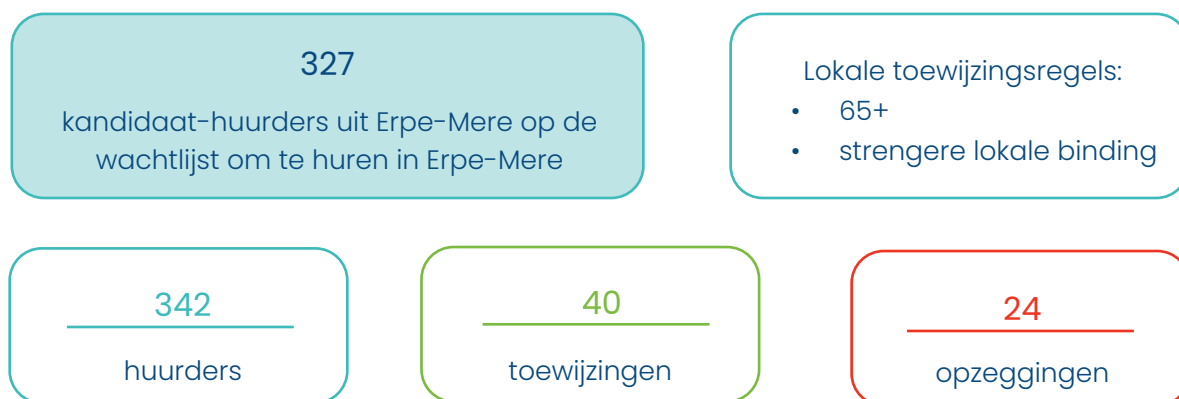 327
kandidaat-huurders uit Erpe-Mere op de
wachtlijst om te huren in Erpe-Mere
Lokale toewijzingsregels:
• 65+
• strengere lokale binding
342
huurders
40
toewijzingen
24
opzeggingen